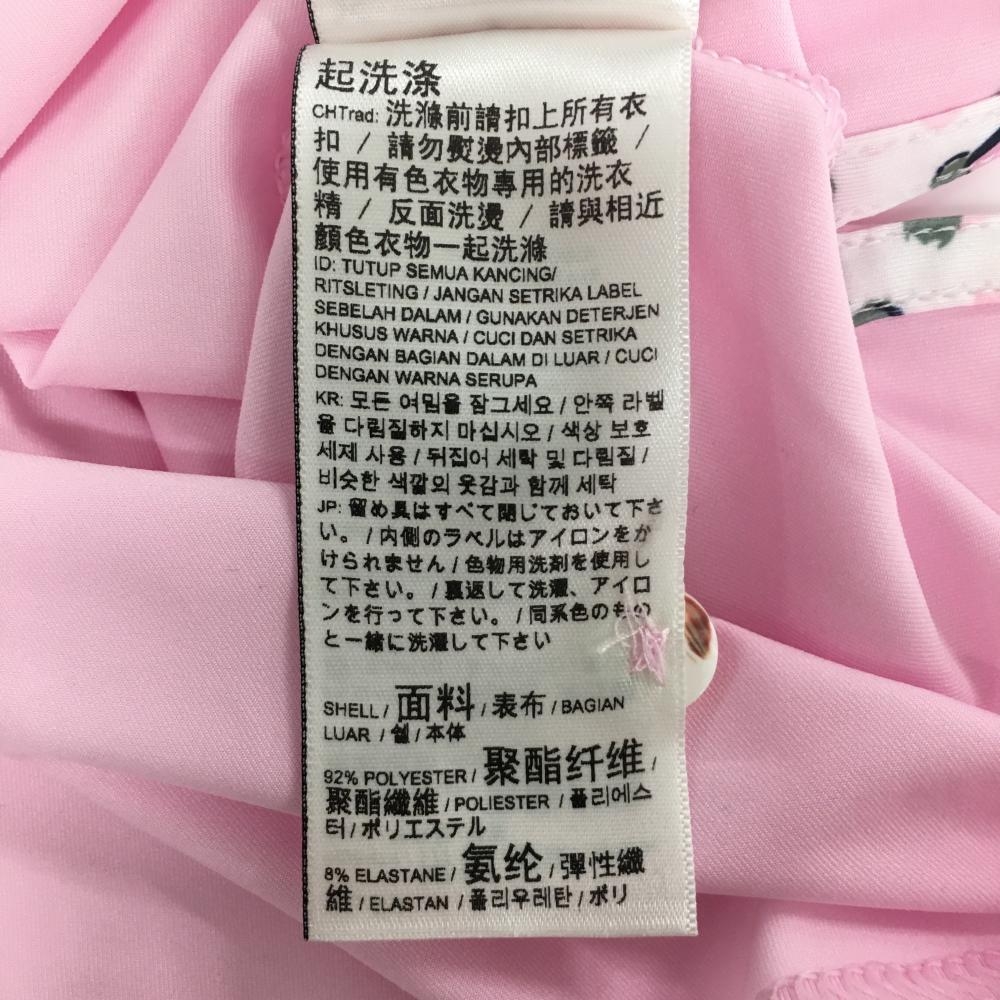 起洗涤
CHTrad: 洗滌前請扣上所有衣
扣 / 請勿熨燙內部標籤 /
使用有色衣物專用的洗衣
精 / 反面洗燙 / 請與相近
顏色衣物一起洗滌
ID: TUTUP SEMUA KANCING/
RITSLETING / JANGAN SETRIKA LABEL
SEBELAH DALAM / GUNAKAN DETERJEN
KHUSUS WARNA / CUCI DAN SETRIKA
DENGAN BAGIAN DALAM DI LUAR / CUCI
DENGAN WARNA SERUPA
KR: 모든 여밈을 잠그세요 / 안쪽 라벨
을 다림질하지 마십시오 / 색상 보호
세제 사용 / 뒤집어 세탁 및 다림질 /
비슷한 색깔의 옷감과 함께 세탁
JP: 留め具はすべて閉じておいて下さ
い。 / 内側のラベルはアイロンをか
けられません / 色物用洗剤を使用し
て下さい。 / 裏返して洗濯、アイロ
ンを行って下さい。 / 同系色のもの
と一緒に洗濯して下さい
SHELL / 面料 / 表布 / BAGIAN
LUAR / 쉘 / 本体
92% POLYESTER / 聚酯纤维 /
聚酯纖維 / POLIESTER / 폴리에스
터 / ポリエステル
8% ELASTANE / 氨纶 / 彈性纖
維 / ELASTAN / 폴리우레탄 / ポリ